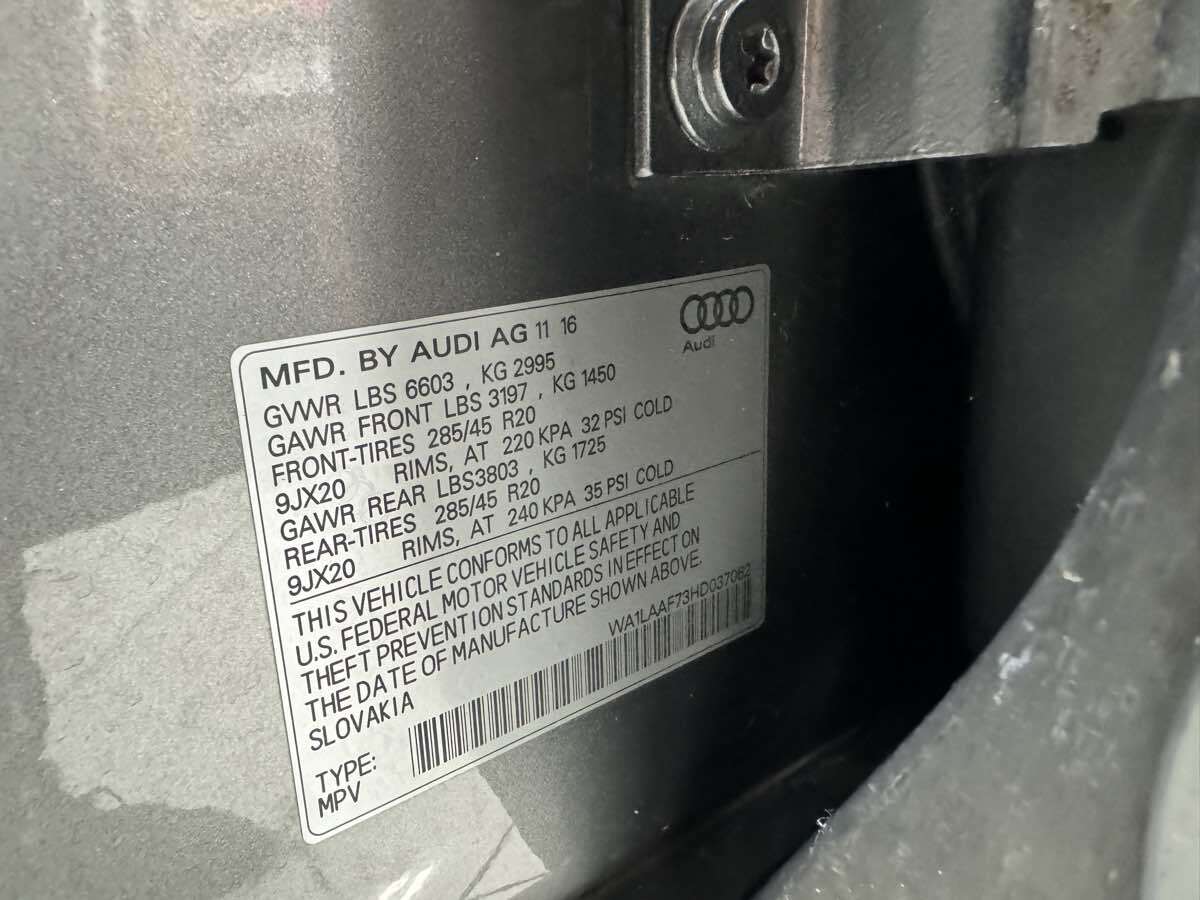 MFD. BY AUDI AG 11 16
Audi
GVWR LBS 6603 , KG 2995
GAWR FRONT LBS 3197 , KG 1450
FRONT-TIRES 285/45 R20
9JX20 RIMS, AT 220 KPA 32 PSI COLD
GAWR REAR LBS3803 , KG 1725
REAR-TIRES 285/45 R20
9JX20 RIMS, AT 240 KPA 35 PSI COLD
THIS VEHICLE CONFORMS TO ALL APPLICABLE
U.S. FEDERAL MOTOR VEHICLE SAFETY AND
THEFT PREVENTION STANDARDS IN EFFECT ON
THE DATE OF MANUFACTURE SHOWN ABOVE.
SLOVAKIA
WA1LAAF73HD037062
TYPE:
MPV